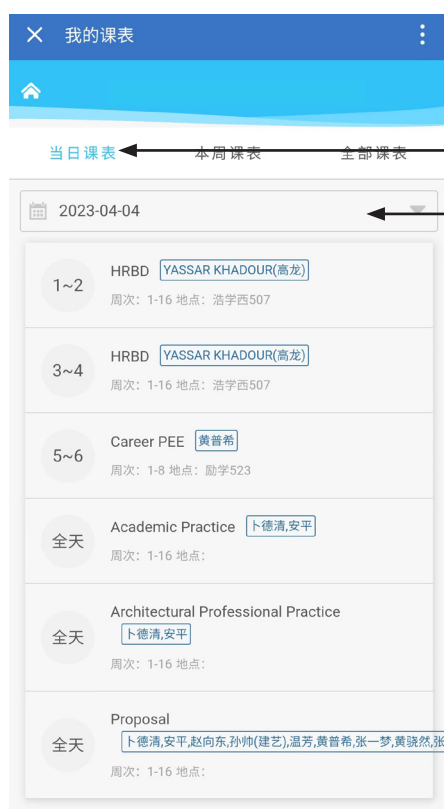 我的课表
当日课表 本周课表 全部课表
2023-04-04
1~2 HRBD YASSAR KHADOUR(高龙)
周次：1-16 地点：浩学西507
3~4 HRBD YASSAR KHADOUR(高龙)
周次：1-16 地点：浩学西507
5~6 Career PEE 黄普希
周次：1-8 地点：励学523
全天 Academic Practice 卜德清,安平
周次：1-16 地点：
Architectural Professional Practice
全天 卜德清,安平
周次：1-16 地点：
Proposal
全天 卜德清,安平,赵向东,孙帅(建艺),温芳,黄普希,张一梦,黄骁然,张
周次：1-16 地点：